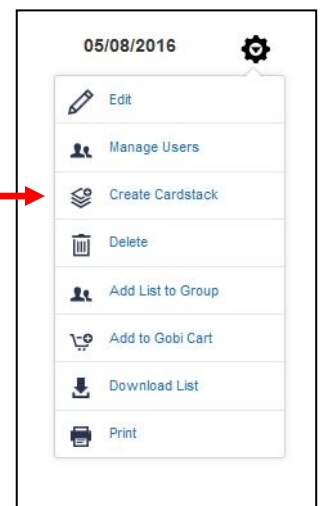 05/08/2016
Edit
Manage Users
Create Cardstack
Delete
Add List to Group
Add to Gobi Cart
Download List
Print